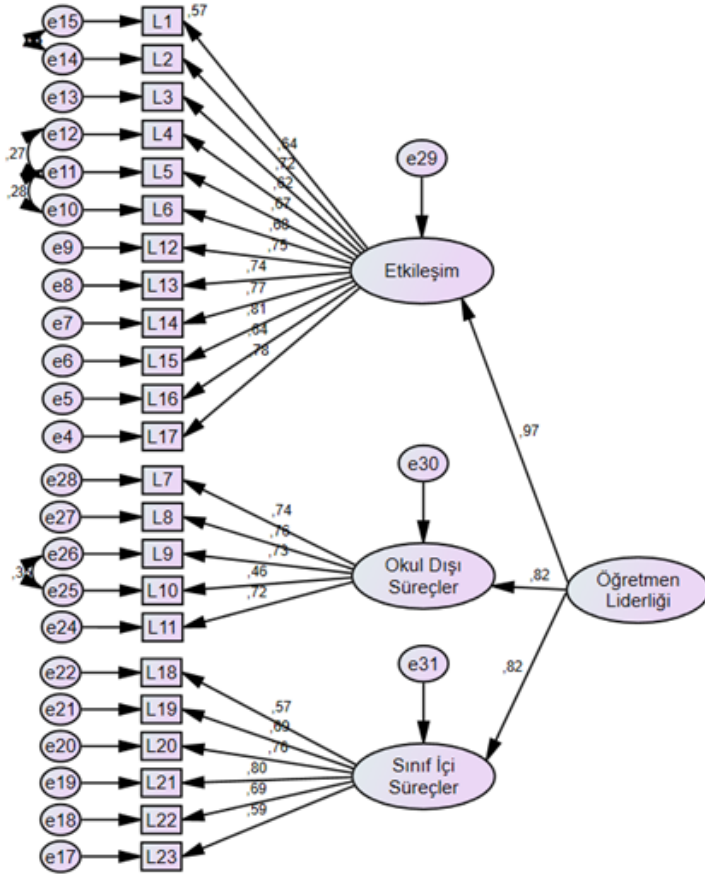 e15 L1 ,57
e14 L2
e13 L3
e12 L4
,27
e11 L5
,28
e10 L6
e9 L12
e8 L13
e7 L14
e6 L15
e5 L16
e4 L17
,64
,72
,62
,67
,68
,75
,74
,77
,81
,64
,78
e29
Etkileşim
,97
e28 L7
e27 L8
e26 L9
e25 L10
e24 L11
,74
,76
,73
,46
,72
e30
Okul Dışı
Süreçler
,82
Öğretmen
Liderliği
,82
e22 L18
e21 L19
e20 L20
e19 L21
e18 L22
e17 L23
,57
,69
,76
,80
,69
,59
e31
Sınıf İçi
Süreçler